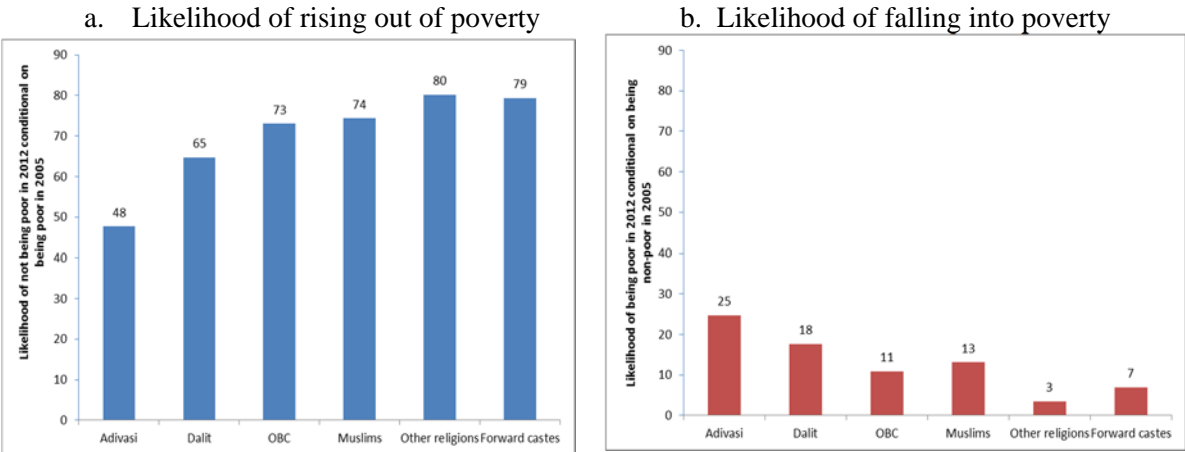 a. Likelihood of rising out of poverty
Likelihood of not being poor in 2012 conditional on
being poor in 2005
90
80
70
60
50
40
30
20
10
0
48
65
73
74
80
79
Adivasi
Dalit
OBC
Muslims
Other religions
Forward castes
b. Likelihood of falling into poverty
Likelihood of being poor in 2012 conditional on being
non-poor in 2005
90
80
70
60
50
40
30
20
10
0
25
18
11
13
3
7
Adivasi
Dalit
OBC
Muslims
Other religions
Forward castes